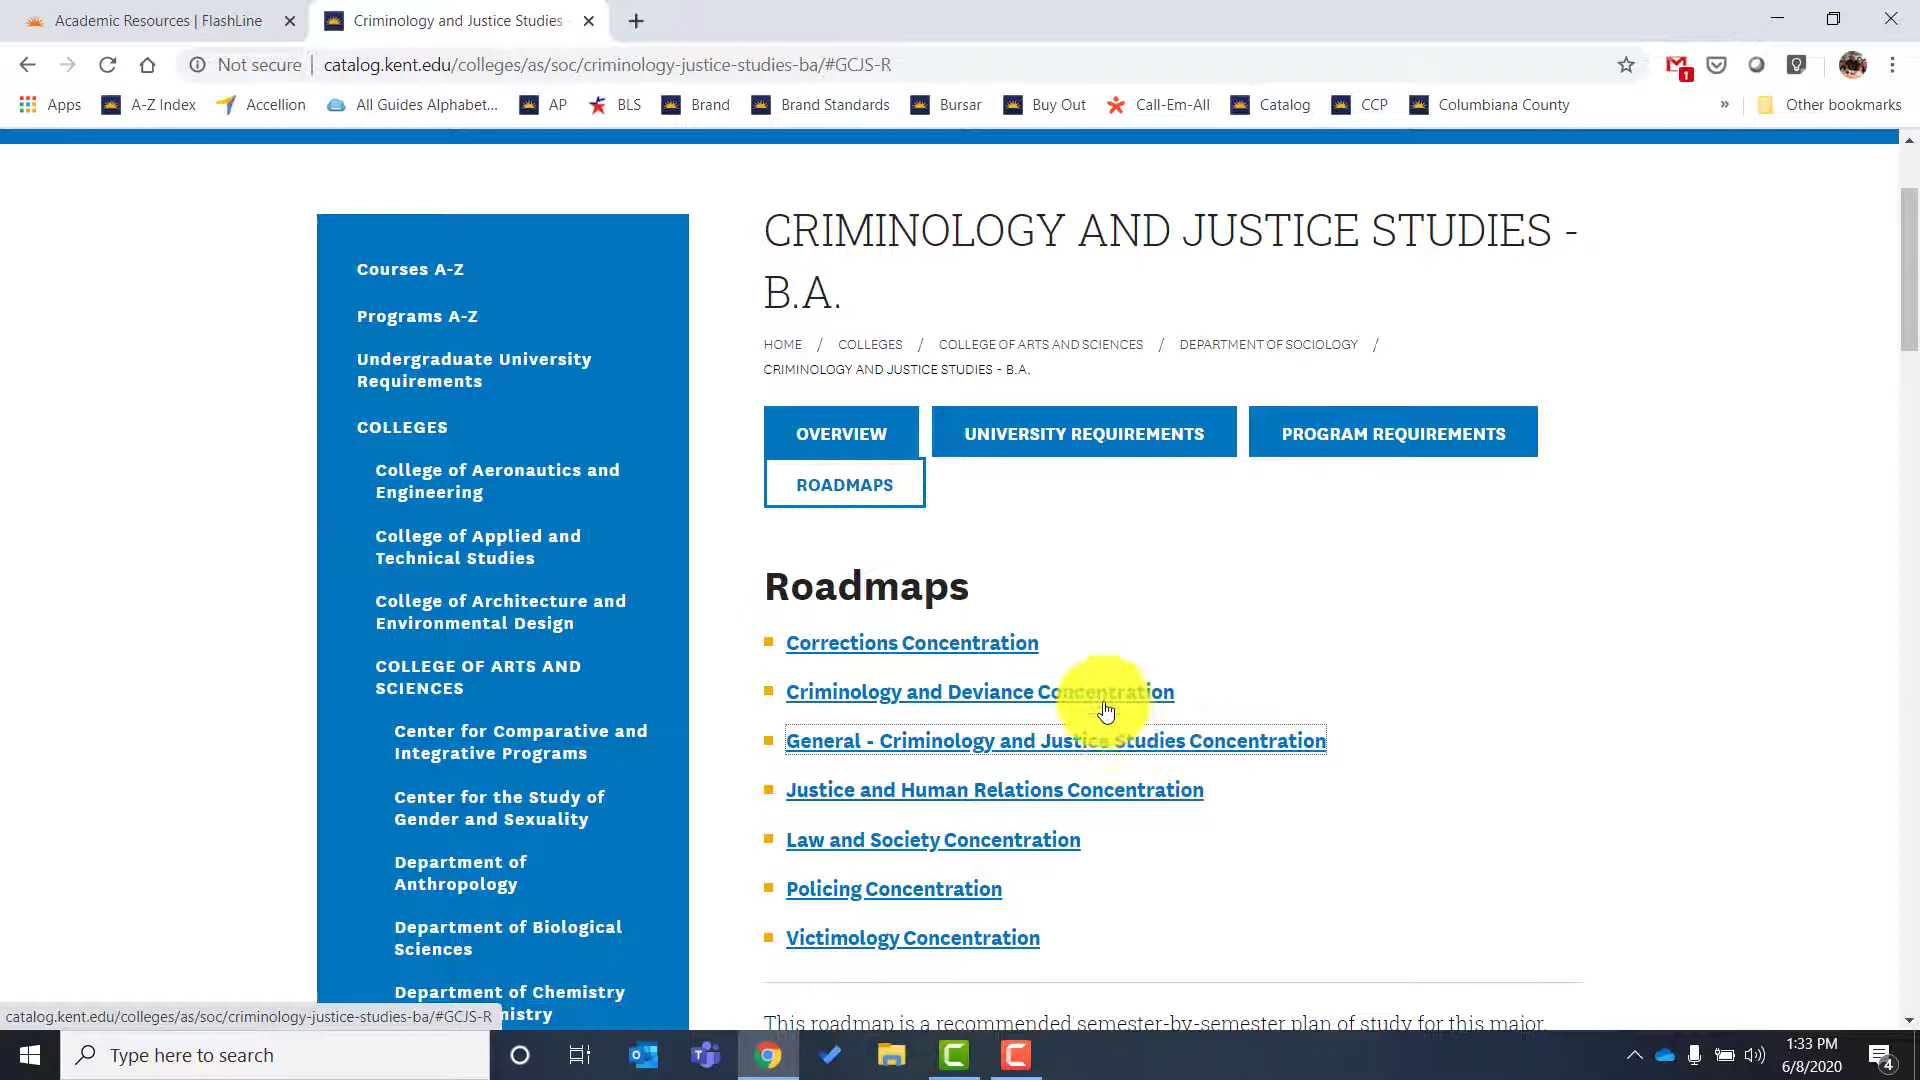 Academic Resources | FlashLine
Criminology and Justice Studies
Not secure
catalog.kent.edu/colleges/as/soc/criminology-justice-studies-ba/#GCJS-R
1
Apps
A-Z Index
Accellion
All Guides Alphabet...
AP
BLS
Brand
Brand Standards
Bursar
Buy Out
Call-Em-All
Catalog
CCP
Columbiana County
»
Other bookmarks
Courses A-Z
Programs A-Z
Undergraduate University
Requirements
COLLEGES
College of Aeronautics and
Engineering
College of Applied and
Technical Studies
College of Architecture and
Environmental Design
COLLEGE OF ARTS AND
SCIENCES
Center for Comparative and
Integrative Programs
Center for the Study of
Gender and Sexuality
Department of
Anthropology
Department of Biological
Sciences
Department of Chemistry
CRIMINOLOGY AND JUSTICE STUDIES -
B.A.
HOME / COLLEGES / COLLEGE OF ARTS AND SCIENCES / DEPARTMENT OF SOCIOLOGY /
CRIMINOLOGY AND JUSTICE STUDIES - B.A.
OVERVIEW
UNIVERSITY REQUIREMENTS
PROGRAM REQUIREMENTS
ROADMAPS
Roadmaps
Corrections Concentration
Criminology and Deviance Concentration
General - Criminology and Justice Studies Concentration
Justice and Human Relations Concentration
Law and Society Concentration
Policing Concentration
Victimology Concentration
This roadmap is a recommended semester-by-semester plan of study for this major.
catalog.kent.edu/colleges/as/soc/criminology-justice-studies-ba/#GCJS-R
Type here to search
1:33 PM
6/8/2020
4